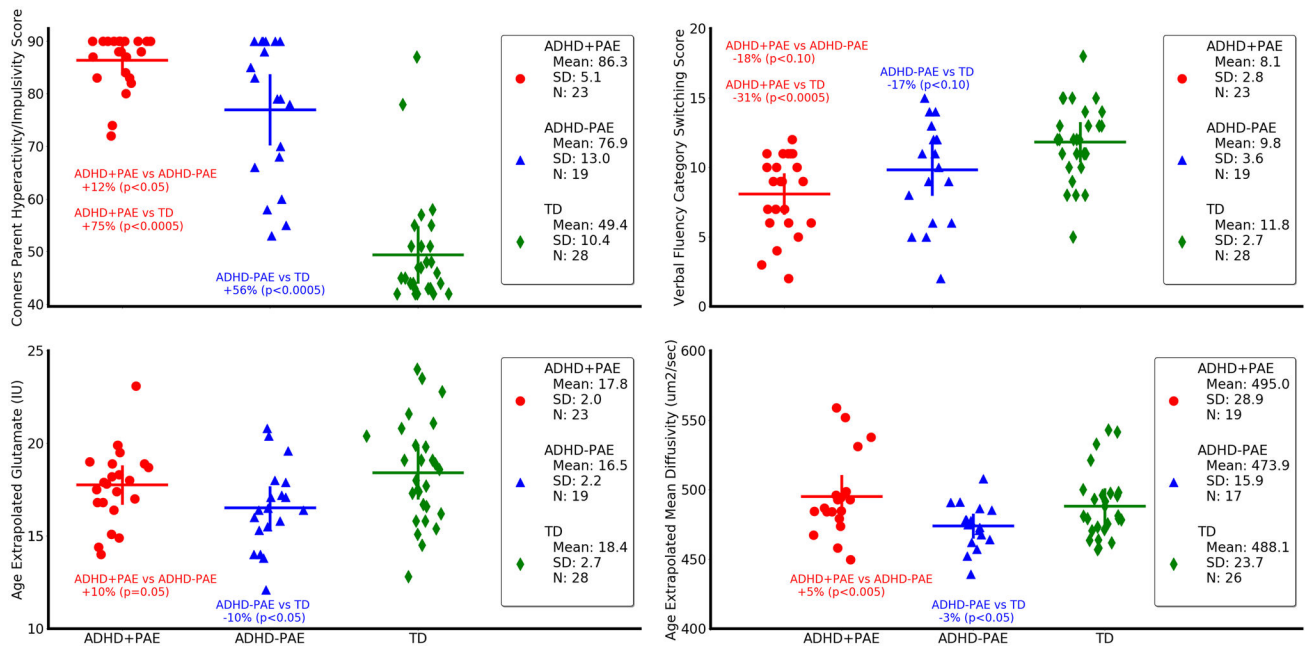 Conners Parent Hyperactivity/Impulsivity Score
90
80
70
60
50
40
ADHD+PAE vs ADHD-PAE
+12% (p<0.05)
ADHD+PAE vs TD
+75% (p<0.0005)
ADHD-PAE vs TD
+56% (p<0.0005)
ADHD+PAE
Mean: 86.3
SD: 5.1
N: 23
ADHD-PAE
Mean: 76.9
SD: 13.0
N: 19
TD
Mean: 49.4
SD: 10.4
N: 28
Verbal Fluency Category Switching Score
20
15
10
5
0
ADHD+PAE vs ADHD-PAE
-18% (p<0.10)
ADHD+PAE vs TD
-31% (p<0.0005)
ADHD-PAE vs TD
-17% (p<0.10)
ADHD+PAE
Mean: 8.1
SD: 2.8
N: 23
ADHD-PAE
Mean: 9.8
SD: 3.6
N: 19
TD
Mean: 11.8
SD: 2.7
N: 28
Age Extrapolated Glutamate (IU)
25
20
15
10
ADHD+PAE vs ADHD-PAE
+10% (p=0.05)
ADHD-PAE vs TD
-10% (p<0.05)
ADHD+PAE
Mean: 17.8
SD: 2.0
N: 23
ADHD-PAE
Mean: 16.5
SD: 2.2
N: 19
TD
Mean: 18.4
SD: 2.7
N: 28
ADHD+PAE
ADHD-PAE
TD
Age Extrapolated Mean Diffusivity (um2/sec)
600
550
500
450
400
ADHD+PAE vs ADHD-PAE
+5% (p<0.005)
ADHD-PAE vs TD
-3% (p<0.05)
ADHD+PAE
Mean: 495.0
SD: 28.9
N: 19
ADHD-PAE
Mean: 473.9
SD: 15.9
N: 17
TD
Mean: 488.1
SD: 23.7
N: 26
ADHD+PAE
ADHD-PAE
TD